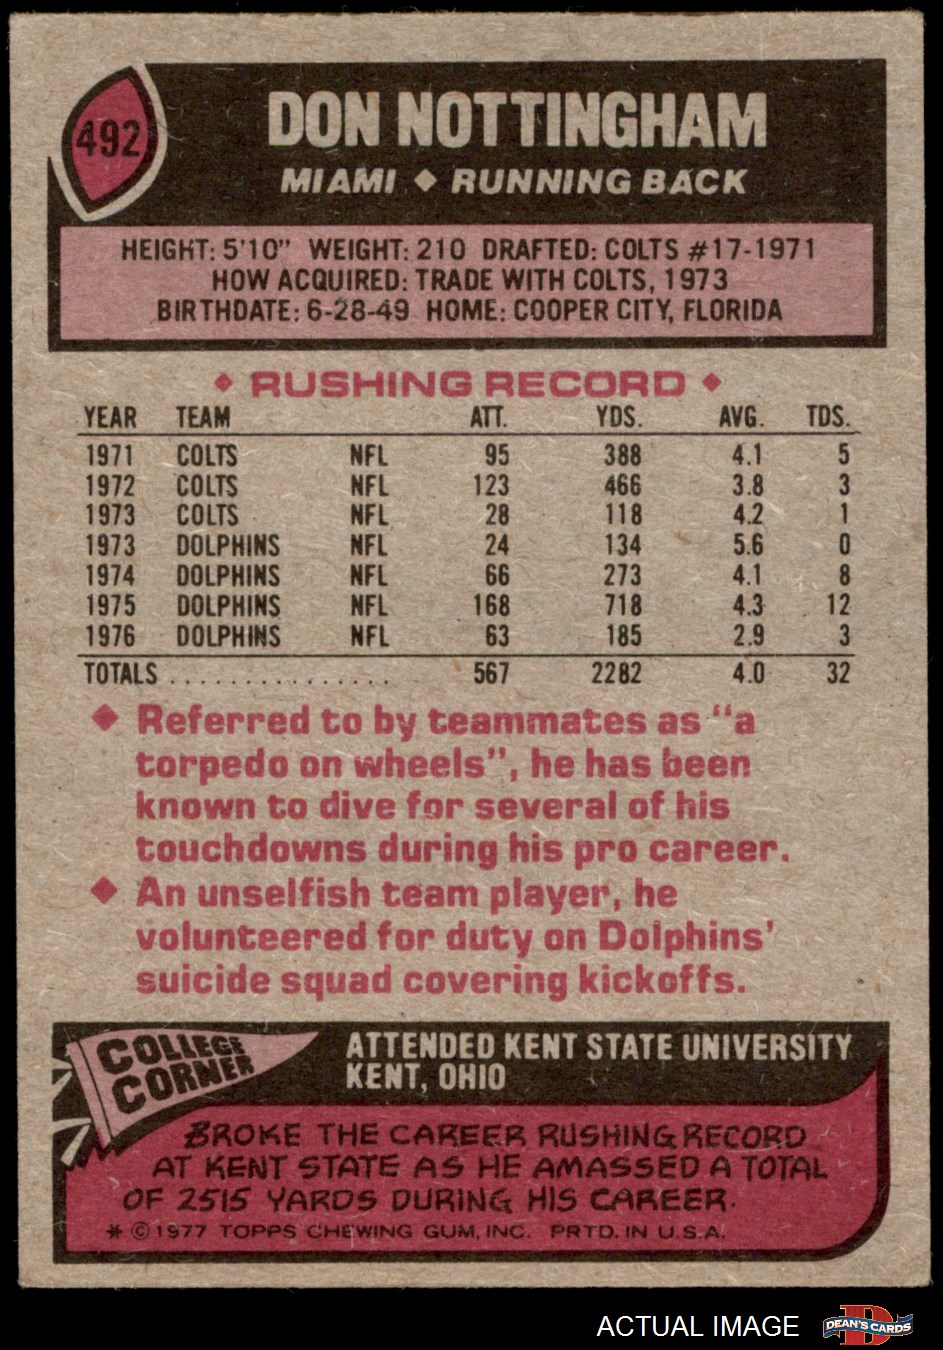 492
DON NOTTINGHAM
MIAMI ◆ RUNNING BACK
HEIGHT: 5'10" WEIGHT: 210 DRAFTED: COLTS #17-1971
HOW ACQUIRED: TRADE WITH COLTS, 1973
BIRTHDATE: 6-28-49 HOME: COOPER CITY, FLORIDA
◆ RUSHING RECORD ◆
YEAR TEAM ATT. YDS. AVG. TDS.
1971 COLTS NFL 95 388 4.1 5
1972 COLTS NFL 123 466 3.8 3
1973 COLTS NFL 28 118 4.2 1
1973 DOLPHINS NFL 24 134 5.6 0
1974 DOLPHINS NFL 66 273 4.1 8
1975 DOLPHINS NFL 168 718 4.3 12
1976 DOLPHINS NFL 63 185 2.9 3
TOTALS . . . . . . . . . . . . . . . 567 2282 4.0 32
◆ Referred to by teammates as "a
torpedo on wheels", he has been
known to dive for several of his
touchdowns during his pro career.
◆ An unselfish team player, he
volunteered for duty on Dolphins'
suicide squad covering kickoffs.
COLLEGE
CORNER
ATTENDED KENT STATE UNIVERSITY
KENT, OHIO
BROKE THE CAREER RUSHING RECORD
AT KENT STATE AS HE AMASSED A TOTAL
OF 2515 YARDS DURING HIS CAREER.
* © 1977 TOPPS CHEWING GUM, INC. PRTD. IN U.S.A.
ACTUAL IMAGE
D
DEAN'S CARDS